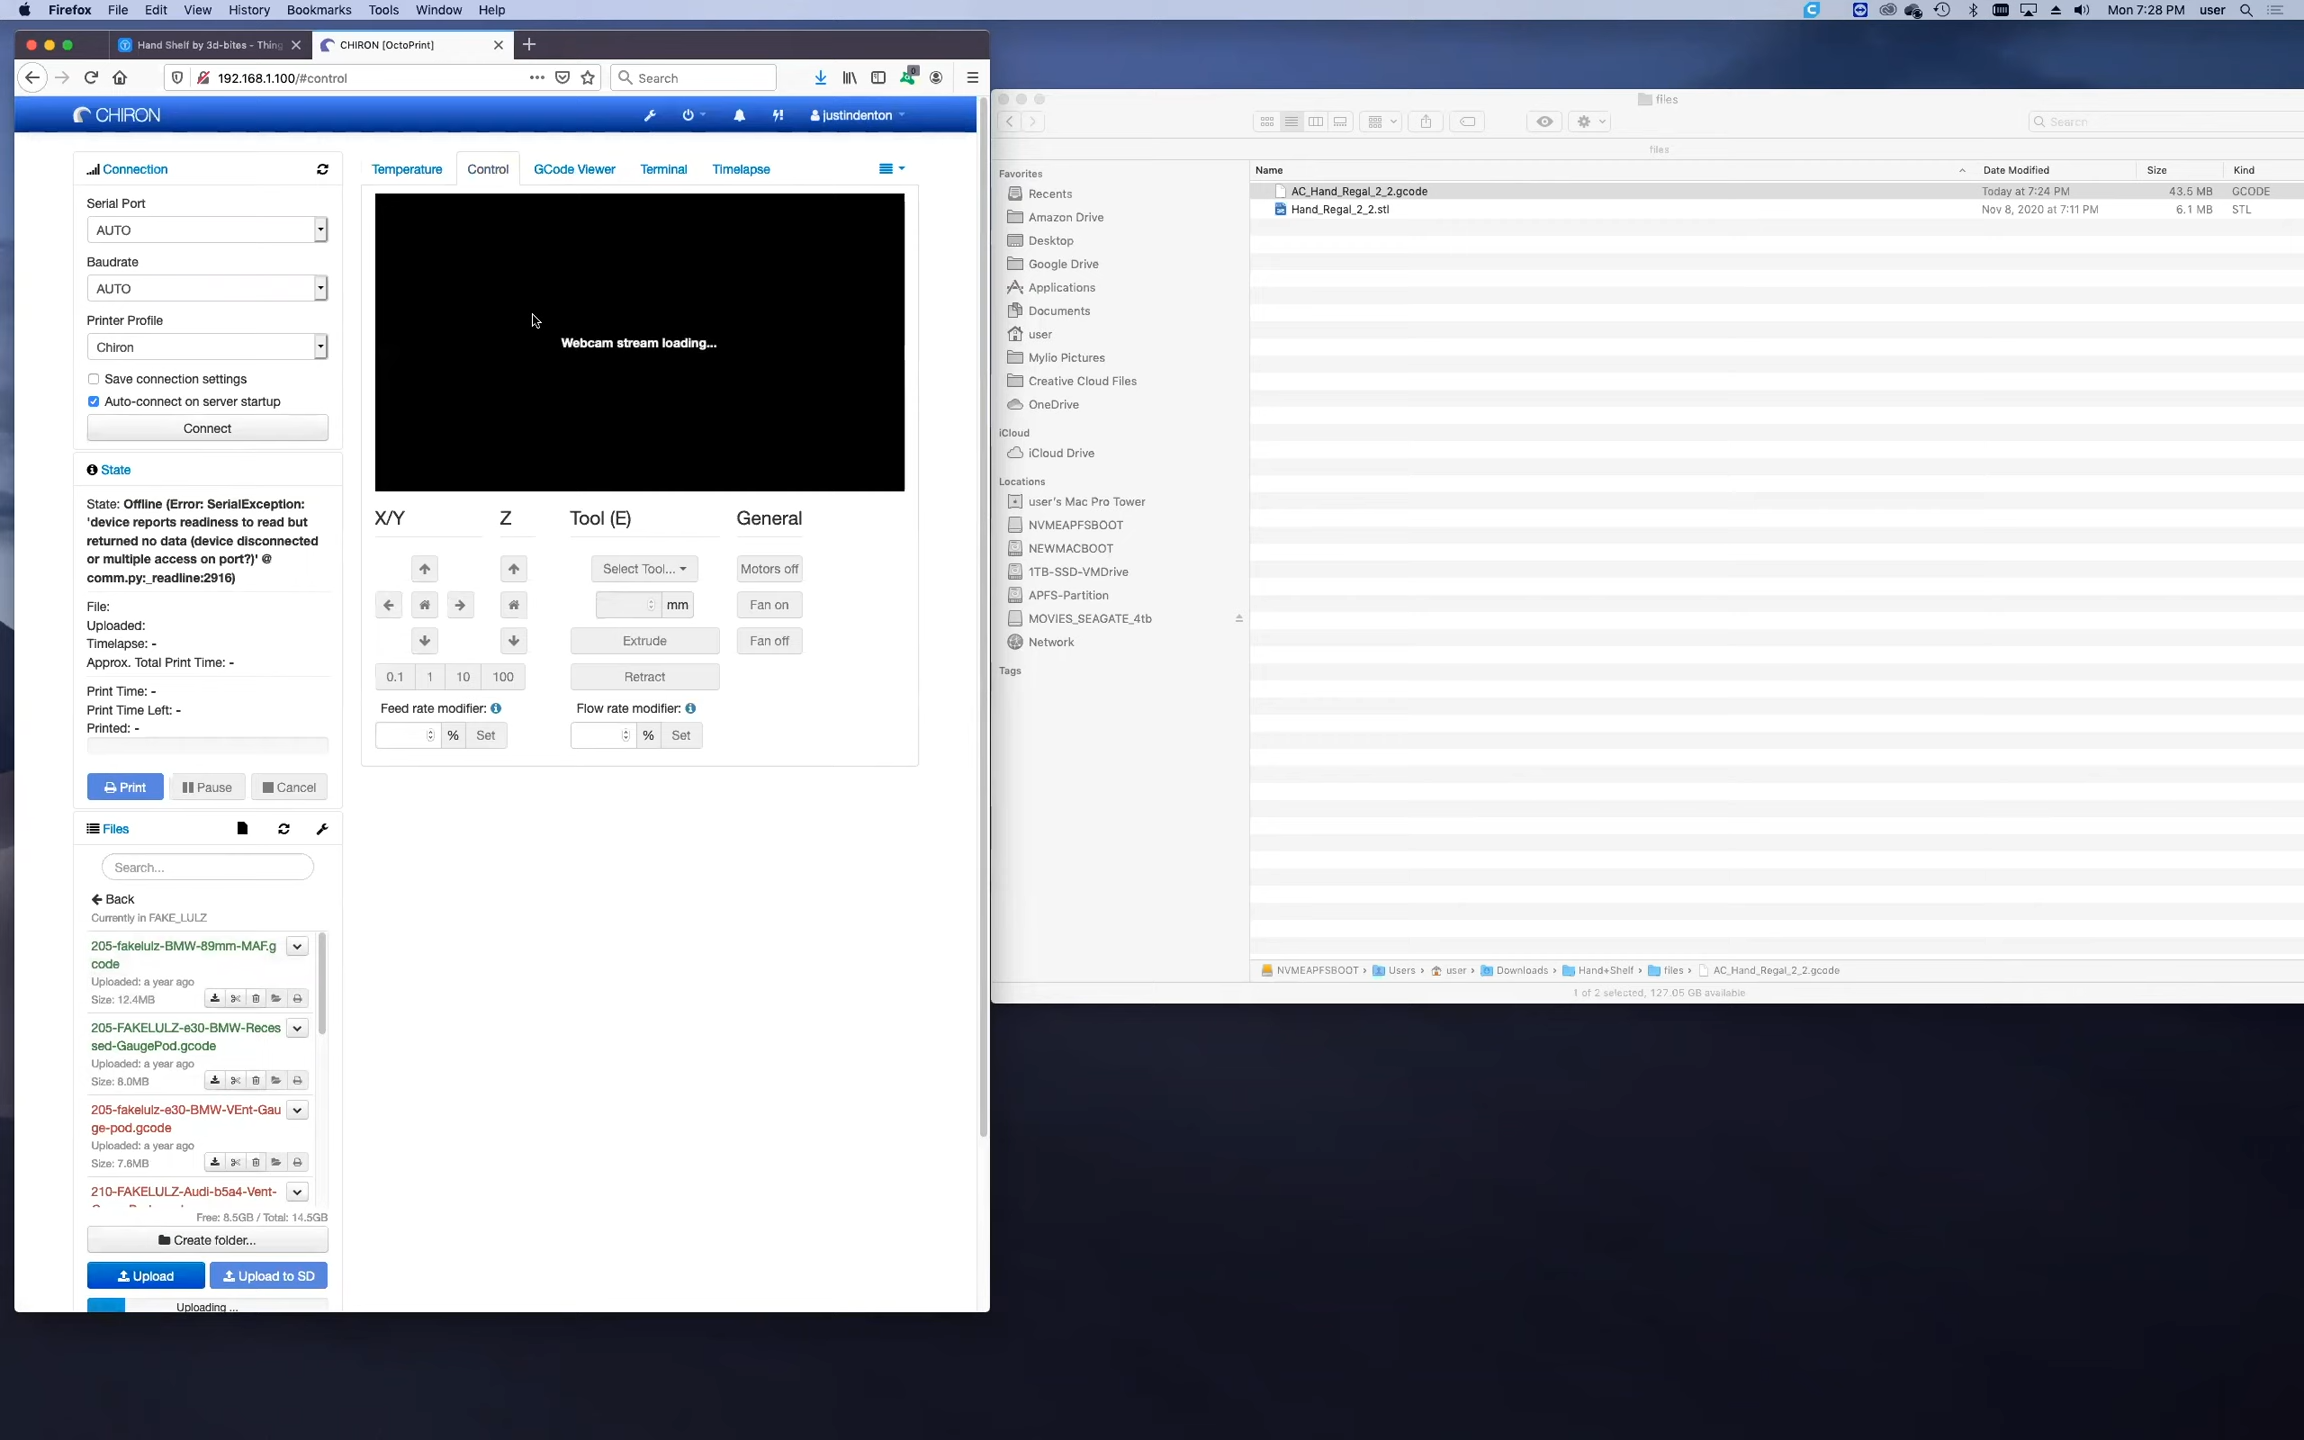 Firefox File Edit View History Bookmarks Tools Window Help
Mon 7:28 PM user
Hand Shelf by 3d-bites - Thing
CHIRON [OctoPrint]
192.168.1.100/#control
Search
0
CHIRON
justindenton
Connection
Serial Port
AUTO
Baudrate
AUTO
Printer Profile
Chiron
Save connection settings
Auto-connect on server startup
Connect
State
State: Offline (Error: SerialException:
'device reports readiness to read but
returned no data (device disconnected
or multiple access on port?)' @
comm.py:_readline:2916)
File:
Uploaded:
Timelapse: -
Approx. Total Print Time: -
Print Time: -
Print Time Left: -
Printed: -
Print Pause Cancel
Files
Search...
Back
Currently in FAKE_LULZ
205-fakelulz-BMW-89mm-MAF.g
code
Uploaded: a year ago
Size: 12.4MB
205-FAKELULZ-e30-BMW-Reces
sed-GaugePod.gcode
Uploaded: a year ago
Size: 8.0MB
205-fakelulz-e30-BMW-VEnt-Gau
ge-pod.gcode
Uploaded: a year ago
Size: 7.6MB
210-FAKELULZ-Audi-b5a4-Vent-
Free: 8.5GB / Total: 14.5GB
Create folder...
Upload Upload to SD
Uploading ...
Temperature Control GCode Viewer Terminal Timelapse
Webcam stream loading...
X/Y Z Tool (E) General
Select Tool... Motors off
mm Fan on
Extrude Fan off
0.1 1 10 100 Retract
Feed rate modifier: Flow rate modifier:
% Set % Set
files
Search
files
Favorites
Recents
Amazon Drive
Desktop
Google Drive
Applications
Documents
user
Mylio Pictures
Creative Cloud Files
OneDrive
iCloud
iCloud Drive
Locations
user's Mac Pro Tower
NVMEAPFSBOOT
NEWMACBOOT
1TB-SSD-VMDrive
APFS-Partition
MOVIES_SEAGATE_4tb
Network
Tags
Name Date Modified Size Kind
AC_Hand_Regal_2_2.gcode Today at 7:24 PM 43.5 MB GCODE
Hand_Regal_2_2.stl Nov 8, 2020 at 7:11 PM 6.1 MB STL
NVMEAPFSBOOT › Users › user › Downloads › Hand+Shelf › files › AC_Hand_Regal_2_2.gcode
1 of 2 selected, 127.05 GB available